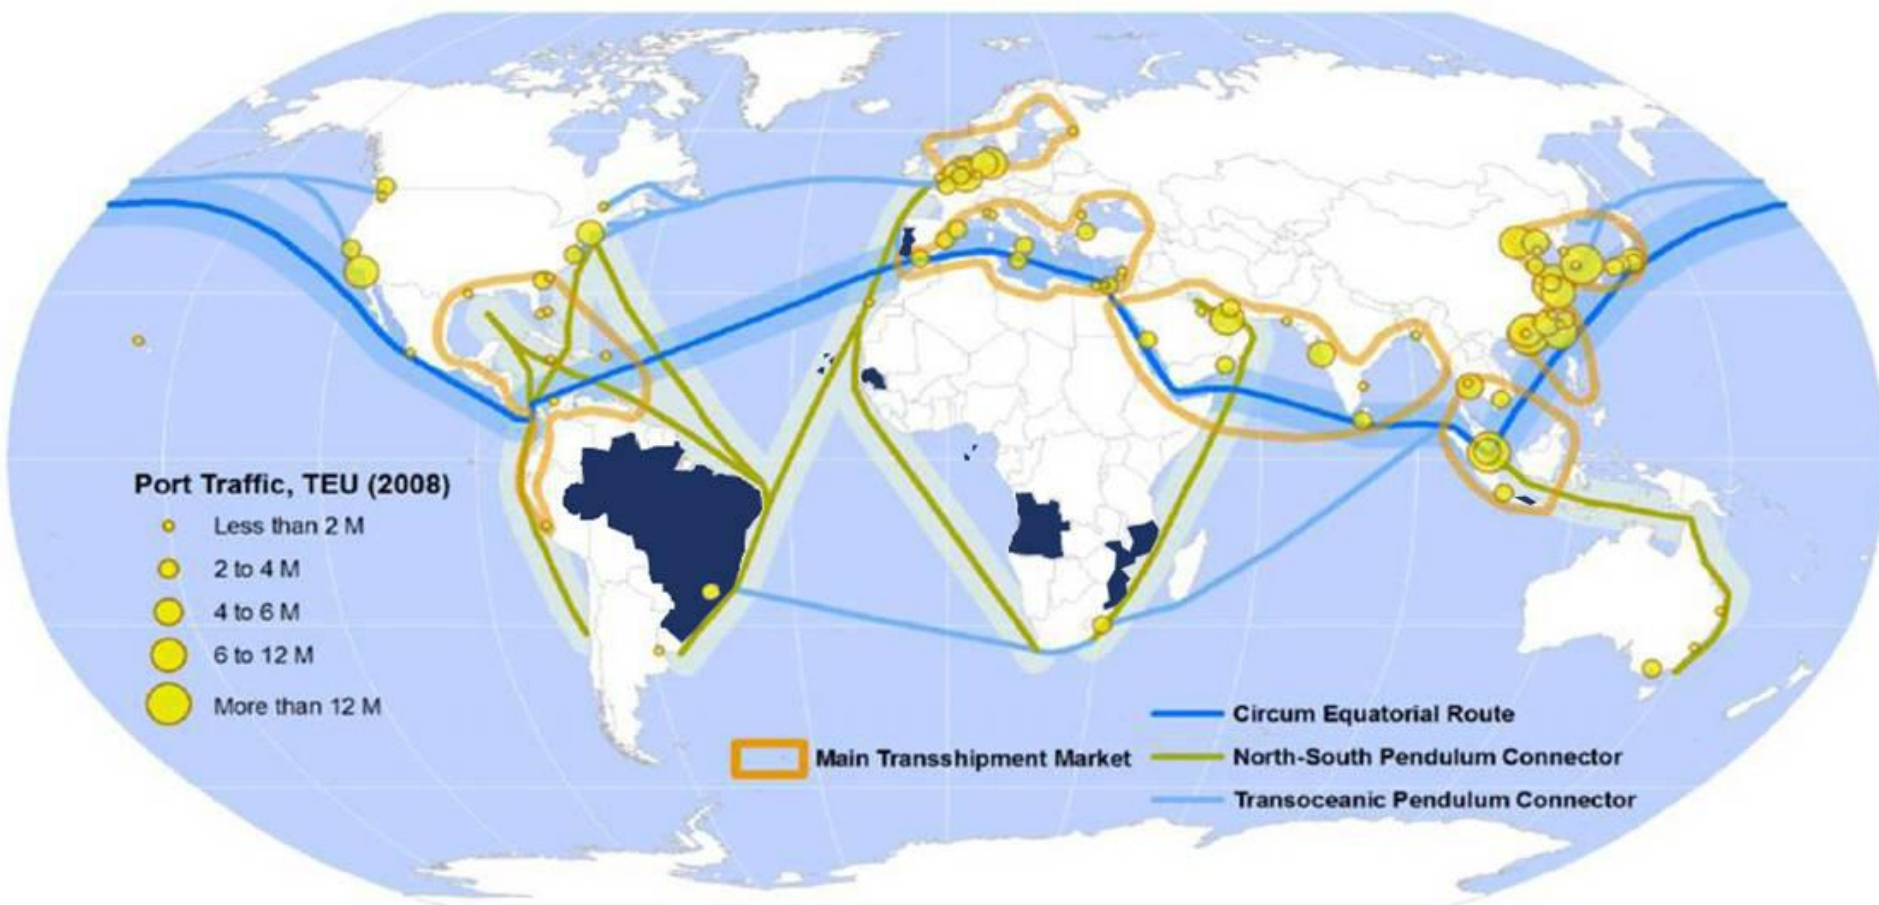 Port Traffic, TEU (2008)
Less than 2 M
2 to 4 M
4 to 6 M
6 to 12 M
More than 12 M
Main Transshipment Market
Circum Equatorial Route
North-South Pendulum Connector
Transoceanic Pendulum Connector